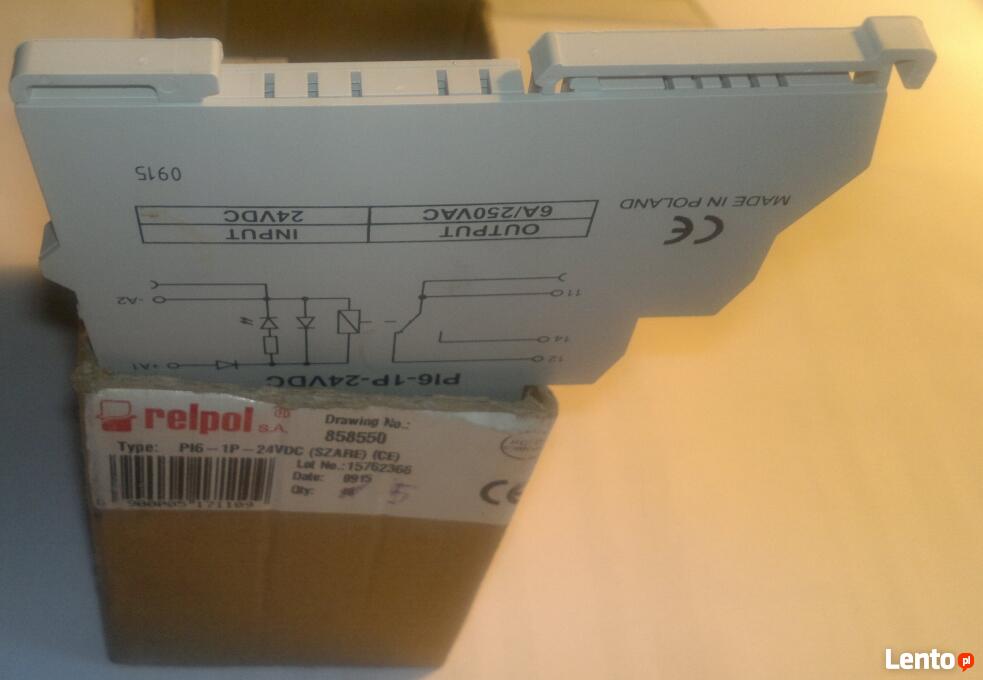 0915
INPUT OUTPUT
24VDC 6A/250VAC
MADE IN POLAND
CE
-A2
11
14
12
+A1
PI6-1P-24VDC
relpol S.A.
Drawing No.:
858550
Type: PI6-1P-24VDC (SZARE) (CE)
Lot No.:15762366
Date: 0915
Qty: 5
CE
Lento.pl